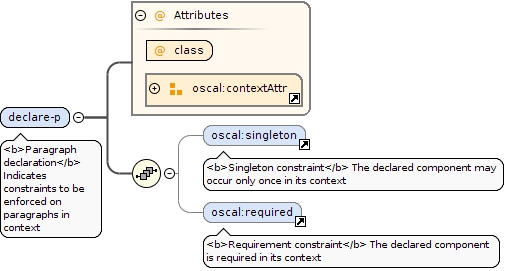 Attributes
class
oscal:contextAttr
declare-p
<b>Paragraph
declaration</b>
Indicates
constraints to be
enforced on
paragraphs in
context
oscal:singleton
<b>Singleton constraint</b> The declared component may
occur only once in its context
oscal:required
<b>Requirement constraint</b> The declared component
is required in its context